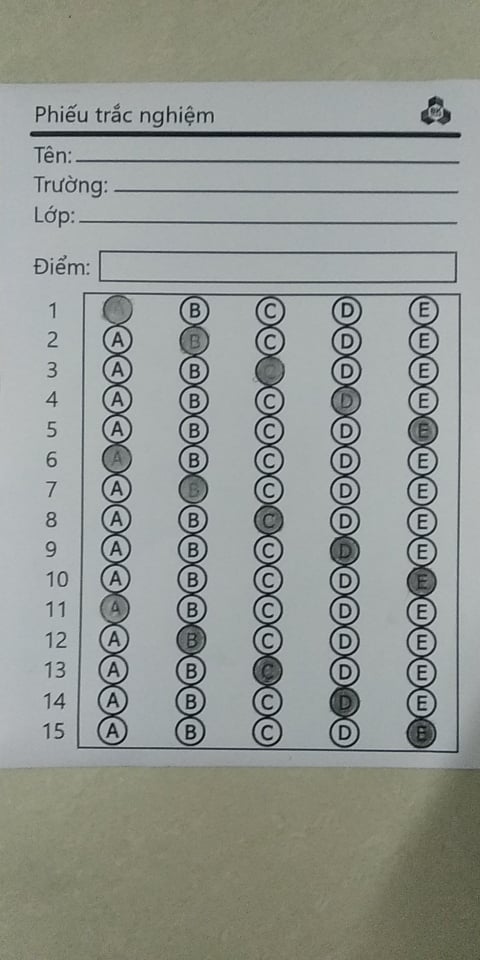 Phiếu trắc nghiệm
Tên:
Trường:
Lớp:
Điểm:
1 A B C D E
2 A B C D E
3 A B C D E
4 A B C D E
5 A B C D E
6 A B C D E
7 A B C D E
8 A B C D E
9 A B C D E
10 A B C D E
11 A B C D E
12 A B C D E
13 A B C D E
14 A B C D E
15 A B C D E